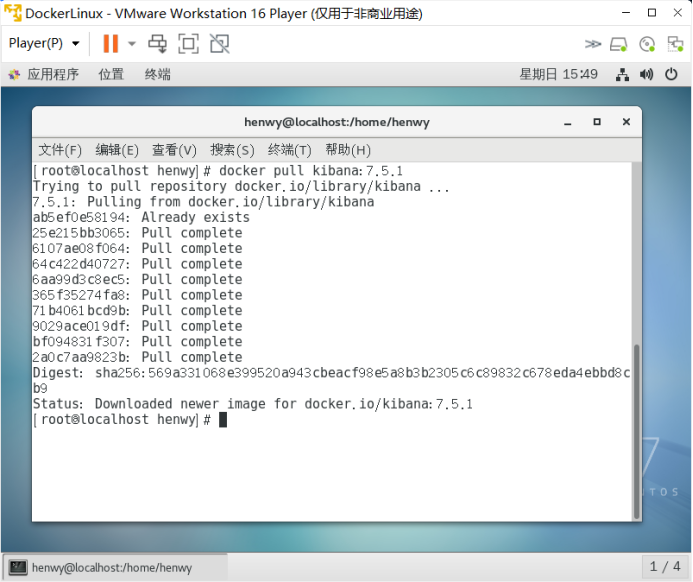 DockerLinux - VMware Workstation 16 Player (仅用于非商业用途)
Player(P)
应用程序 位置 终端 星期日 15:49
henwy@localhost:/home/henwy
文件(F) 编辑(E) 查看(V) 搜索(S) 终端(T) 帮助(H)
[root@localhost henwy]# docker pull kibana:7.5.1
Trying to pull repository docker.io/library/kibana ...
7.5.1: Pulling from docker.io/library/kibana
ab5ef0e58194: Already exists
25e215bb3065: Pull complete
6107ae08f064: Pull complete
64c422d40727: Pull complete
6aa99d3c8ec5: Pull complete
365f35274fa8: Pull complete
71b4061bcd9b: Pull complete
9029ace019df: Pull complete
bf094831f307: Pull complete
2a0c7aa9823b: Pull complete
Digest: sha256:569a331068e399520a943cbeacf98e5a8b3b2305c6c89832c678eda4ebbd8c
b9
Status: Downloaded newer image for docker.io/kibana:7.5.1
[root@localhost henwy]#
7
NTOS
henwy@localhost:/home/henwy
1 / 4